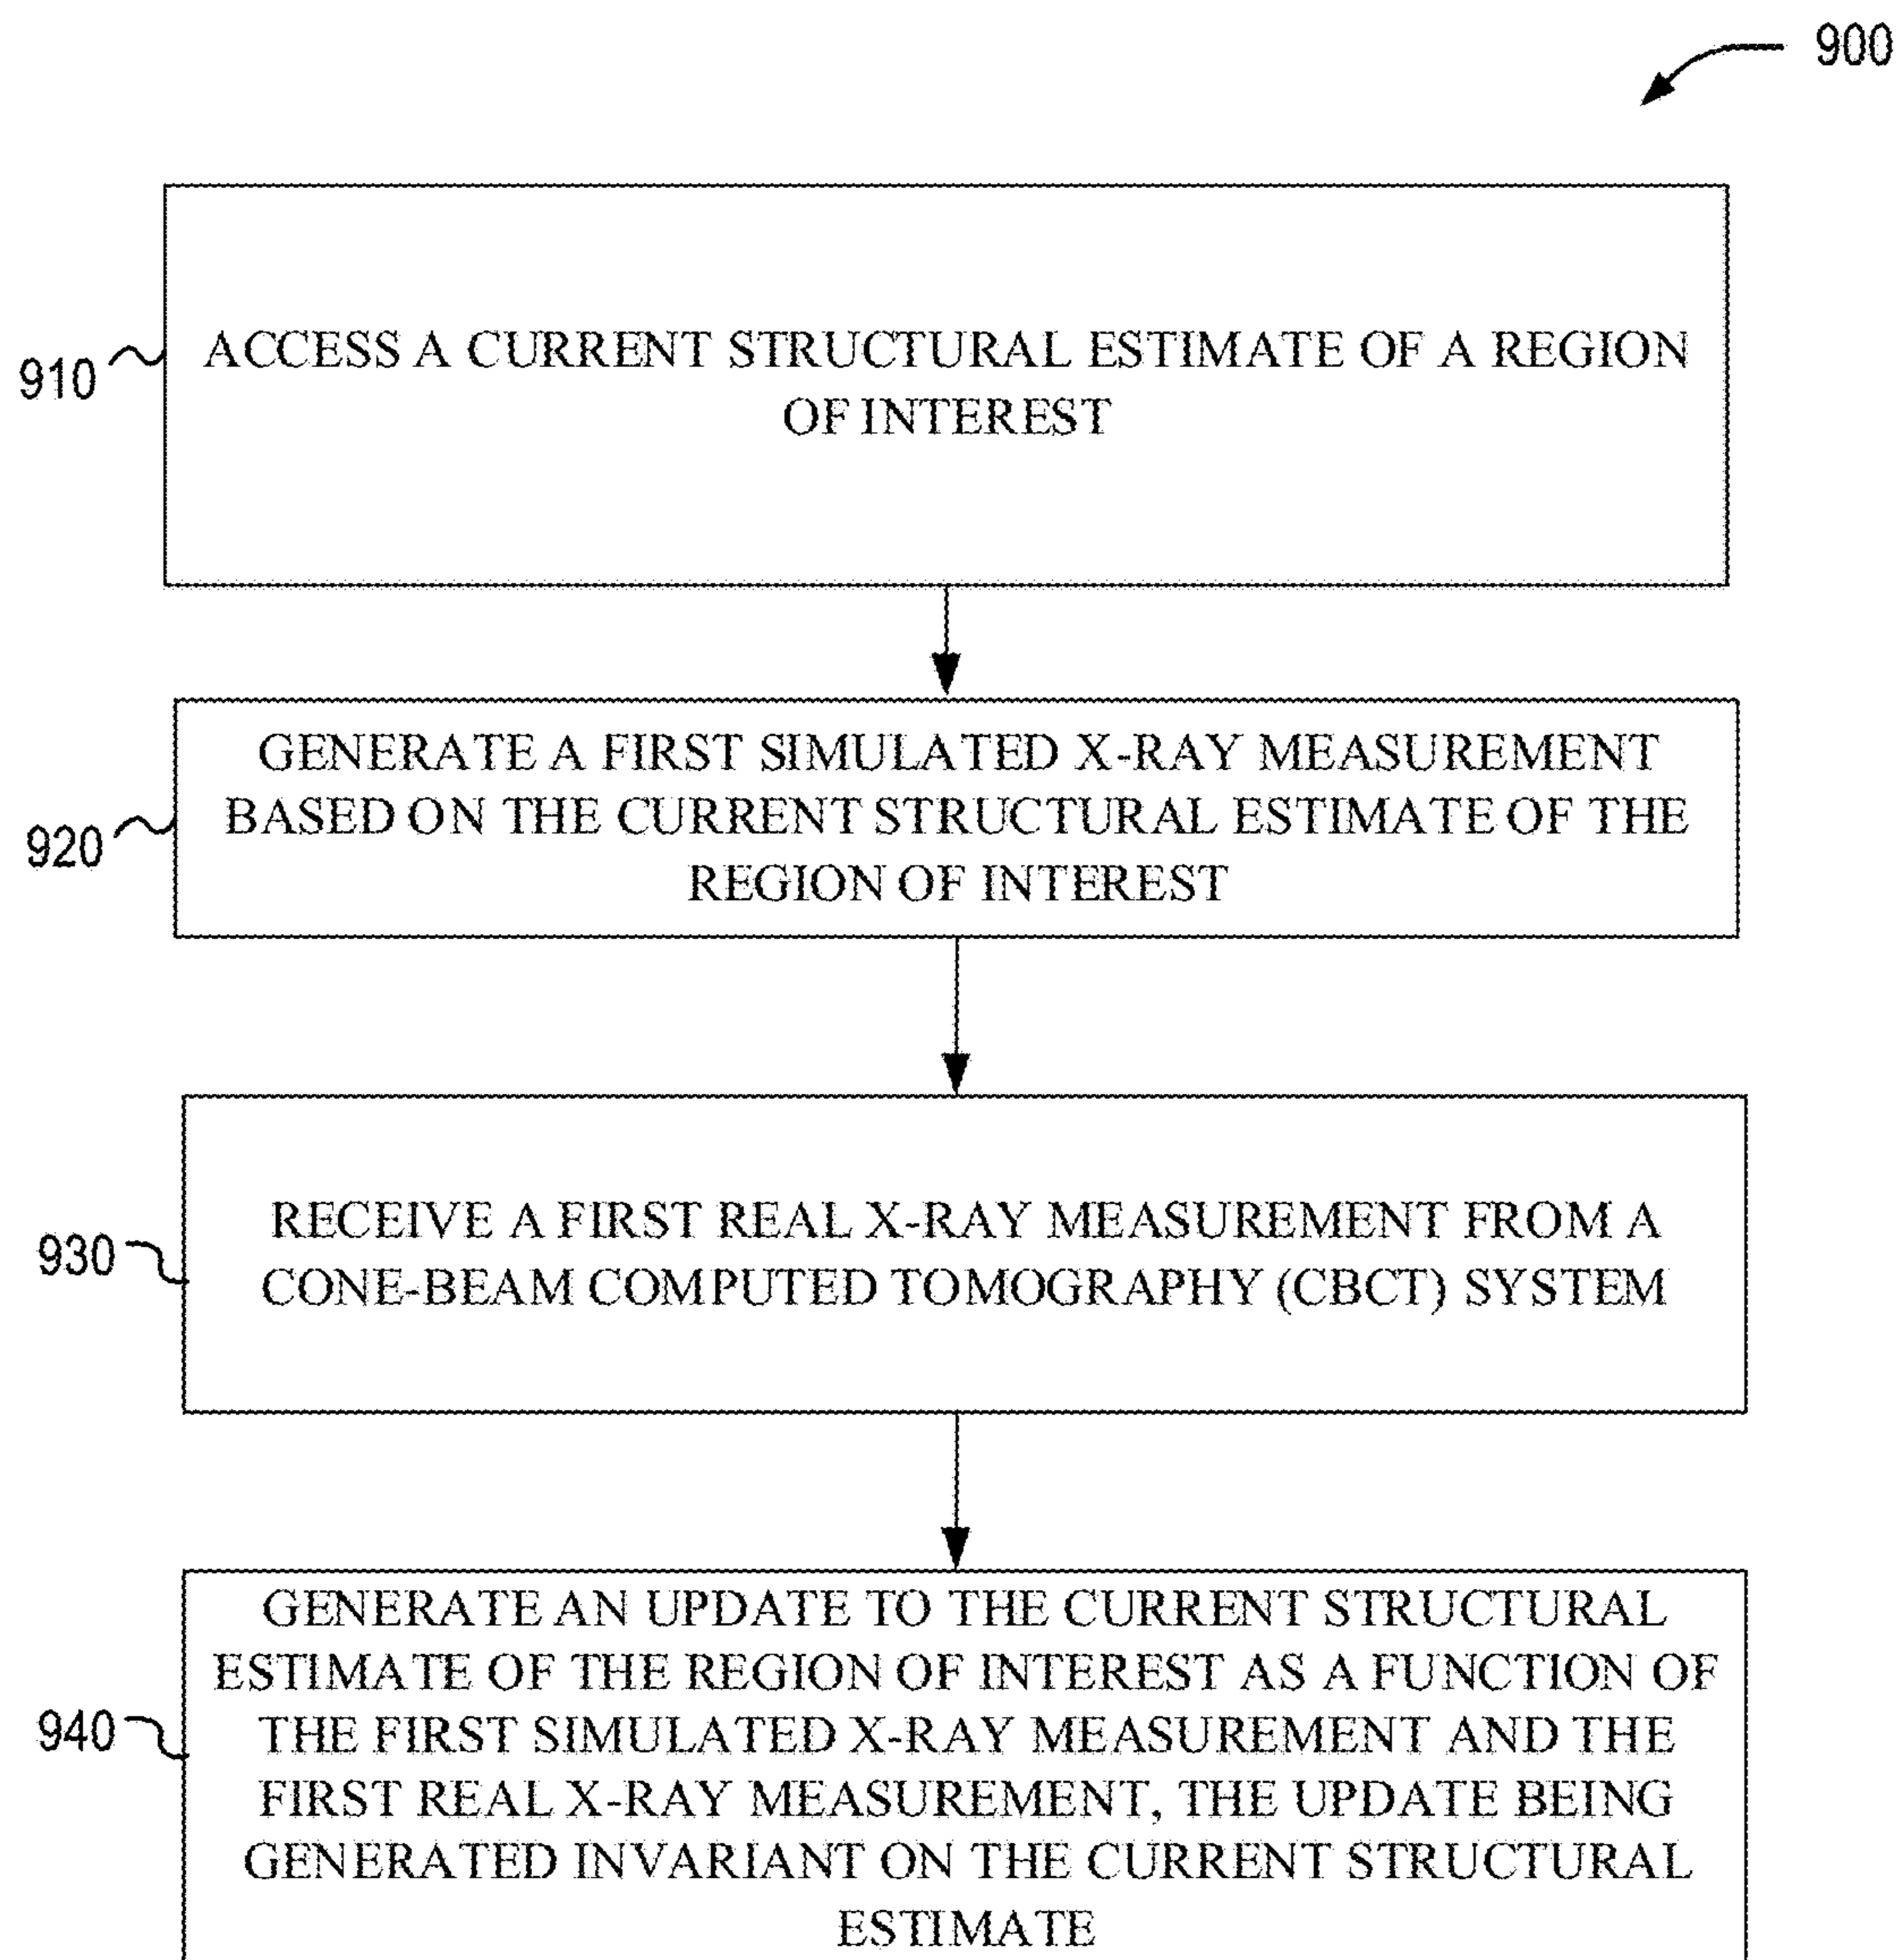 900
910
ACCESS A CURRENT STRUCTURAL ESTIMATE OF A REGION
OF INTEREST
920
GENERATE A FIRST SIMULATED X-RAY MEASUREMENT
BASED ON THE CURRENT STRUCTURAL ESTIMATE OF THE
REGION OF INTEREST
930
RECEIVE A FIRST REAL X-RAY MEASUREMENT FROM A
CONE-BEAM COMPUTED TOMOGRAPHY (CBCT) SYSTEM
940
GENERATE AN UPDATE TO THE CURRENT STRUCTURAL
ESTIMATE OF THE REGION OF INTEREST AS A FUNCTION OF
THE FIRST SIMULATED X-RAY MEASUREMENT AND THE
FIRST REAL X-RAY MEASUREMENT, THE UPDATE BEING
GENERATED INVARIANT ON THE CURRENT STRUCTURAL
ESTIMATE